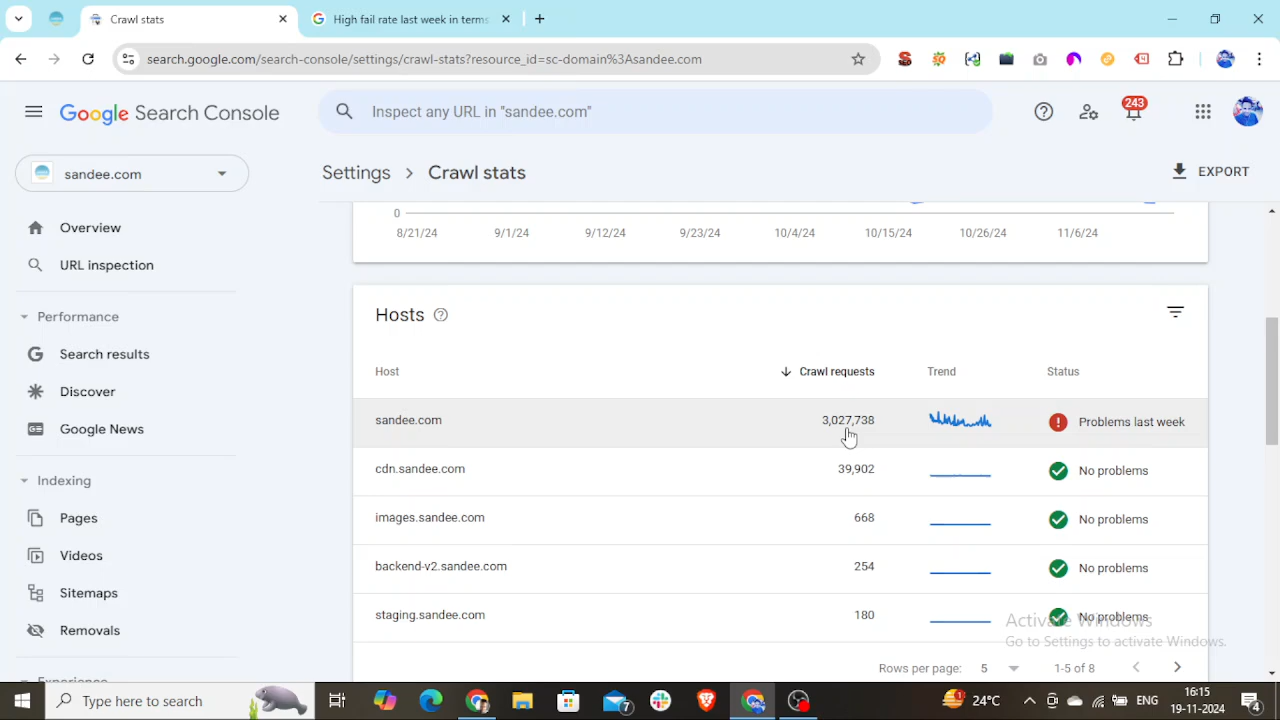 Crawl stats
High fail rate last week in terms
search.google.com/search-console/settings/crawl-stats?resource_id=sc-domain%3Asandee.com
Google Search Console
Inspect any URL in "sandee.com"
243
sandee.com
Settings > Crawl stats
EXPORT
Overview
URL inspection
Performance
Search results
Discover
Google News
Indexing
Pages
Videos
Sitemaps
Removals
Experience
0
8/21/24 9/1/24 9/12/24 9/23/24 10/4/24 10/15/24 10/26/24 11/6/24
Hosts
Host Crawl requests Trend Status
sandee.com 3,027,738 Problems last week
cdn.sandee.com 39,902 No problems
images.sandee.com 668 No problems
backend-v2.sandee.com 254 No problems
staging.sandee.com 180 No problems
Activate Windows
Go to Settings to activate Windows.
Rows per page: 5 1-5 of 8
Type here to search
7
24°C
ENG
16:15
19-11-2024
4